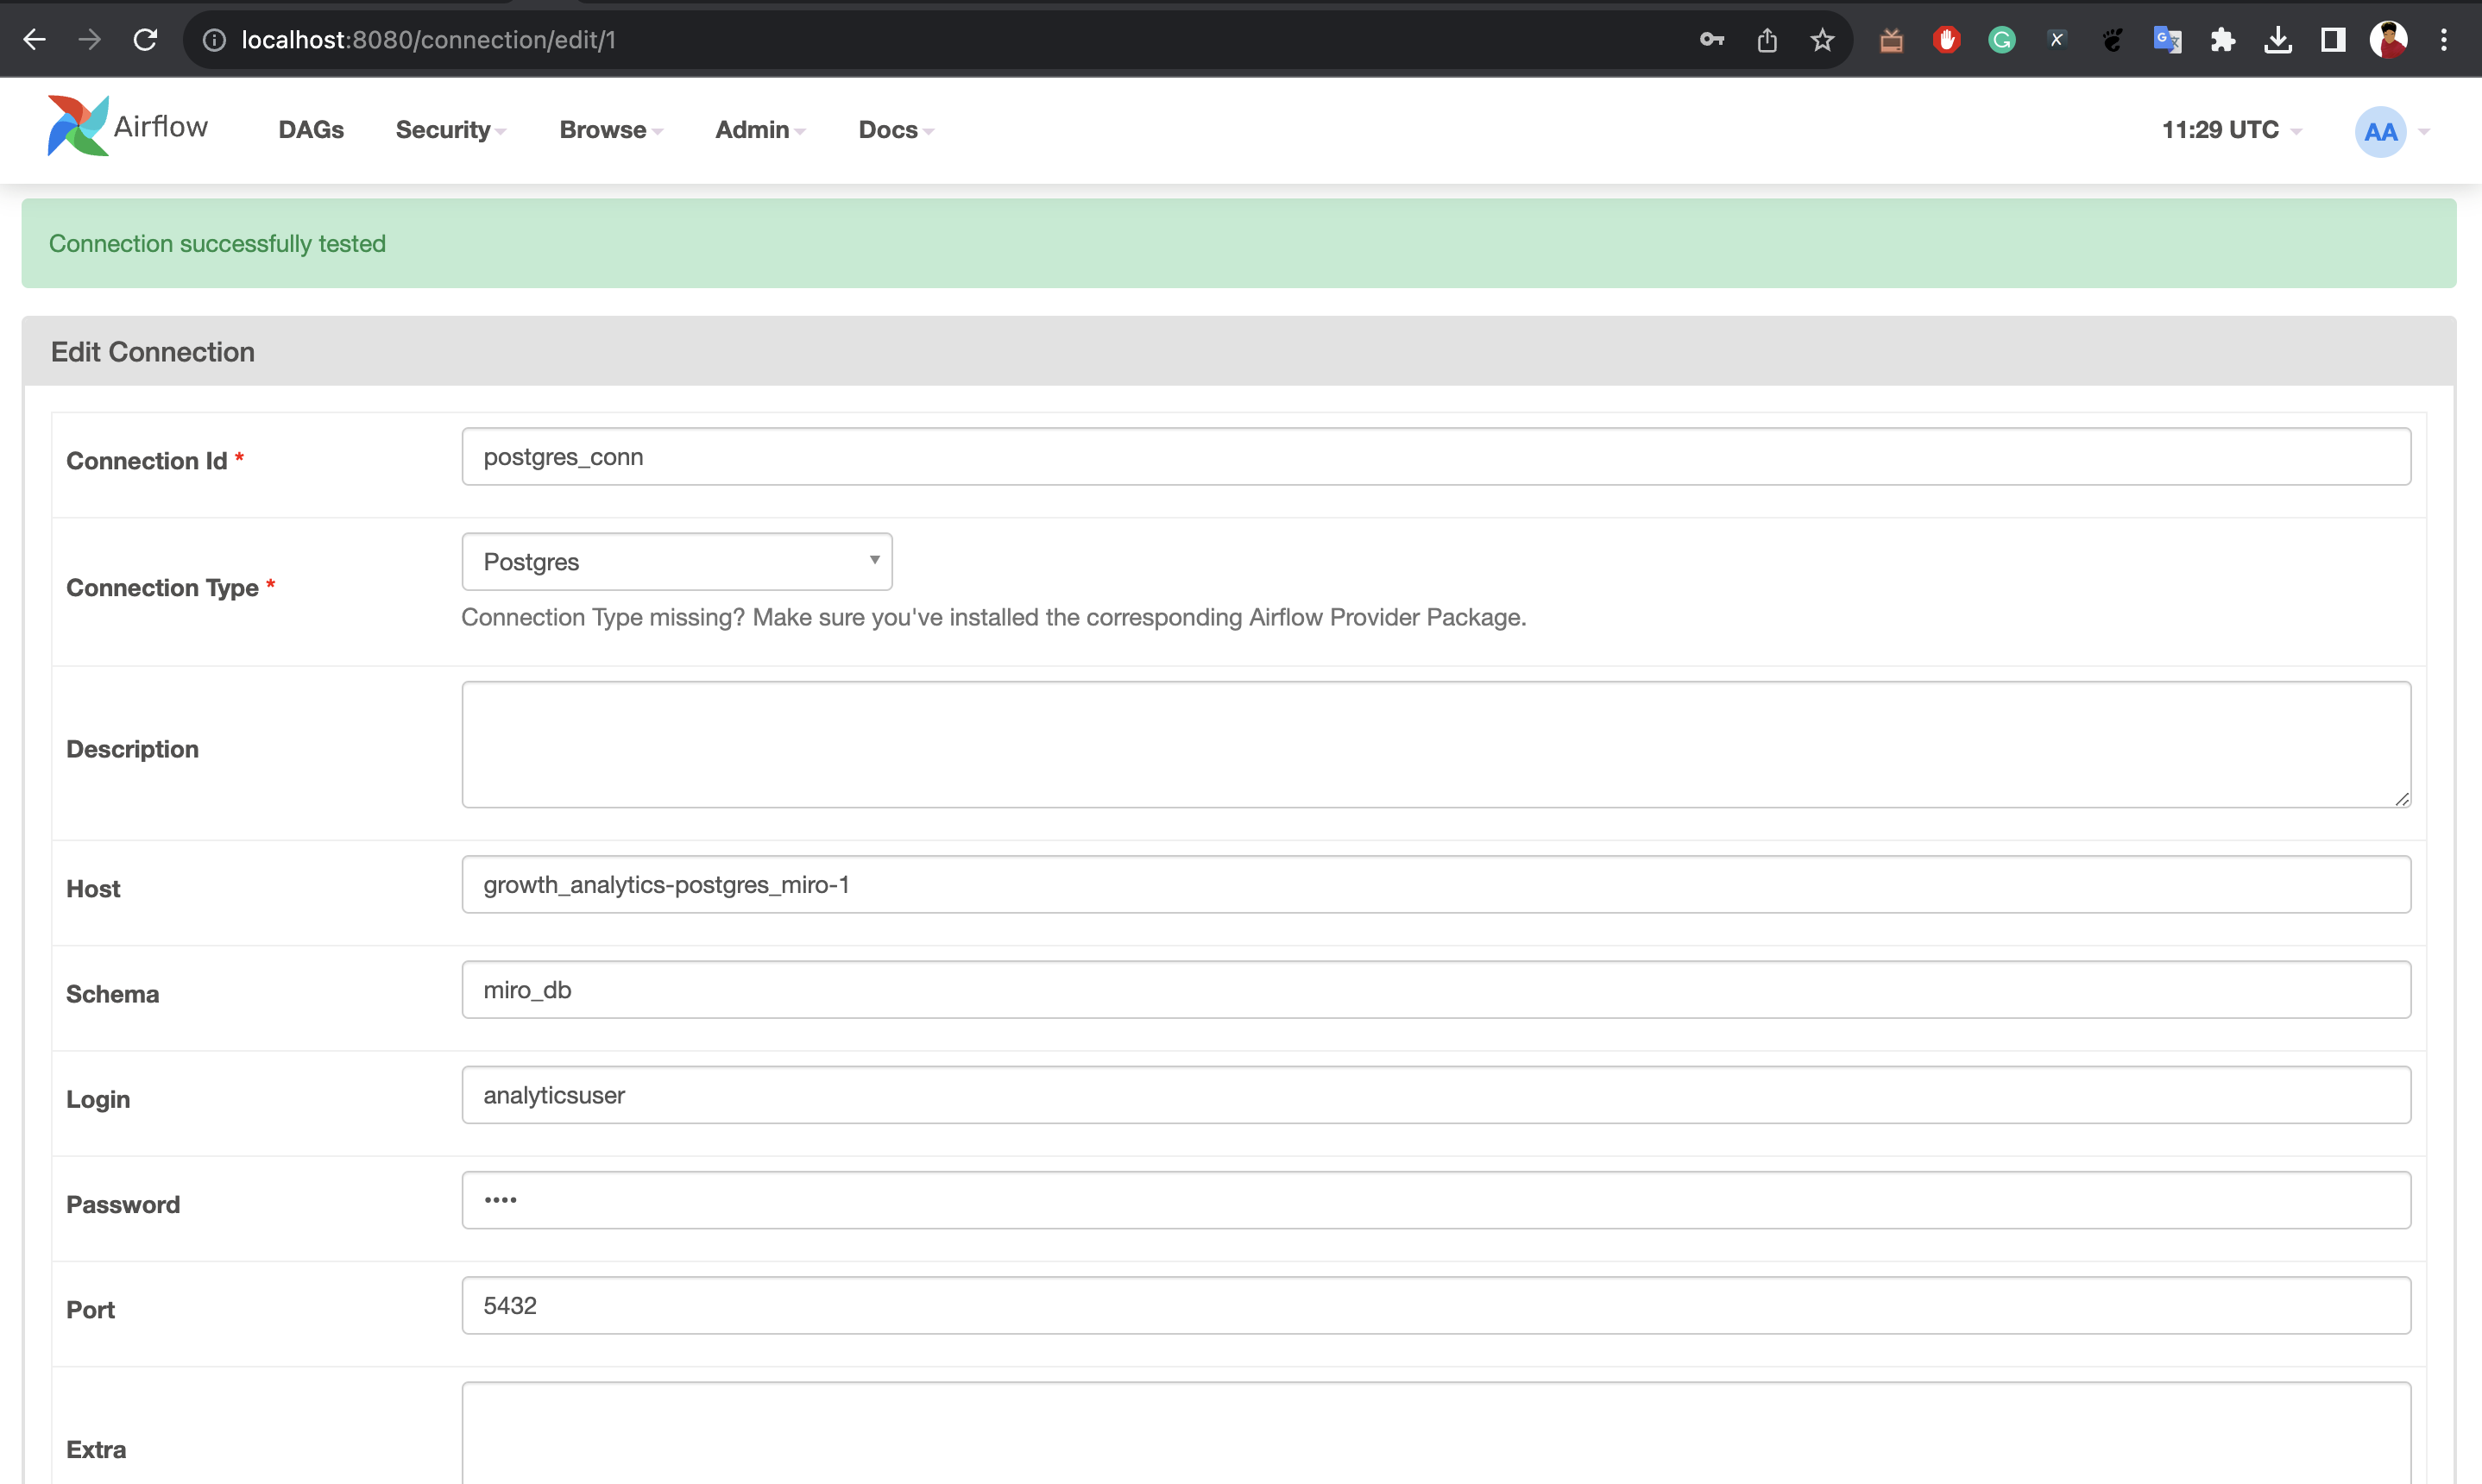 localhost:8080/connection/edit/1
Airflow DAGs Security Browse Admin Docs 11:29 UTC AA
Connection successfully tested
Edit Connection
Connection Id * postgres_conn
Connection Type * Postgres
Connection Type missing? Make sure you've installed the corresponding Airflow Provider Package.
Description
Host growth_analytics-postgres_miro-1
Schema miro_db
Login analyticsuser
Password ••••
Port 5432
Extra